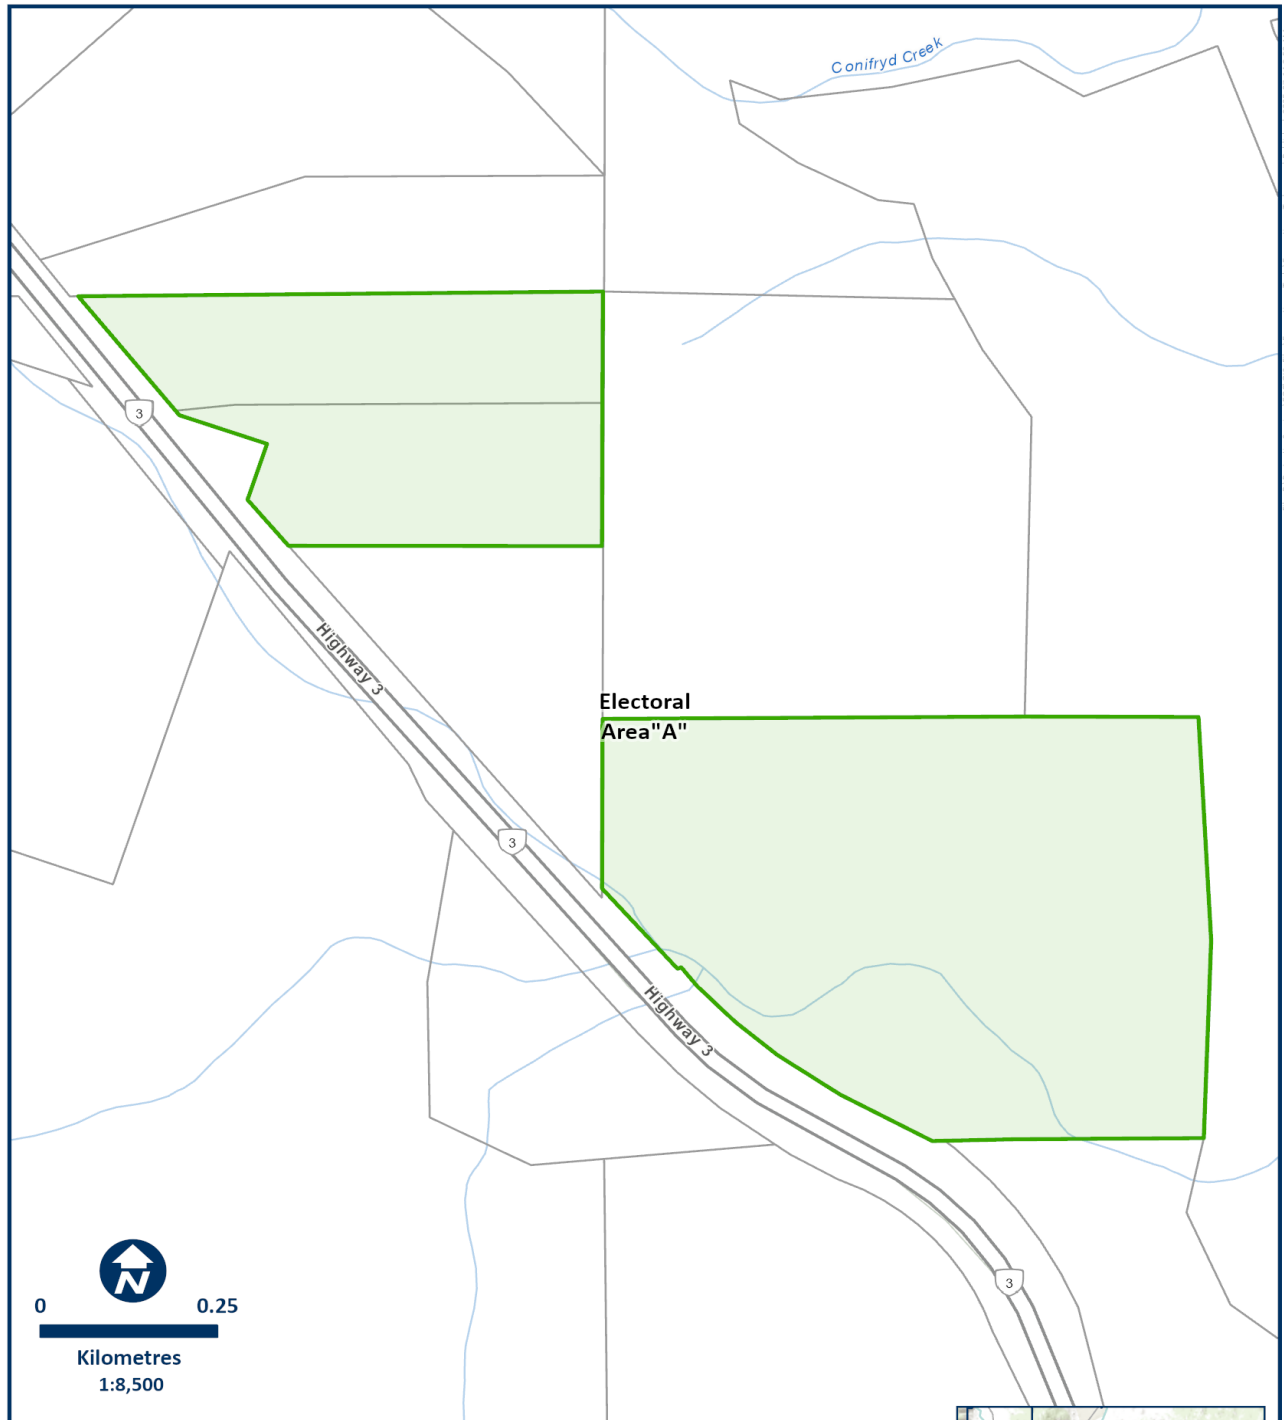 Conifryd Creek
3
Highway 3
Electoral
Area"A"
3
Highway 3
N
3
0 0.25
Kilometres
1:8,500